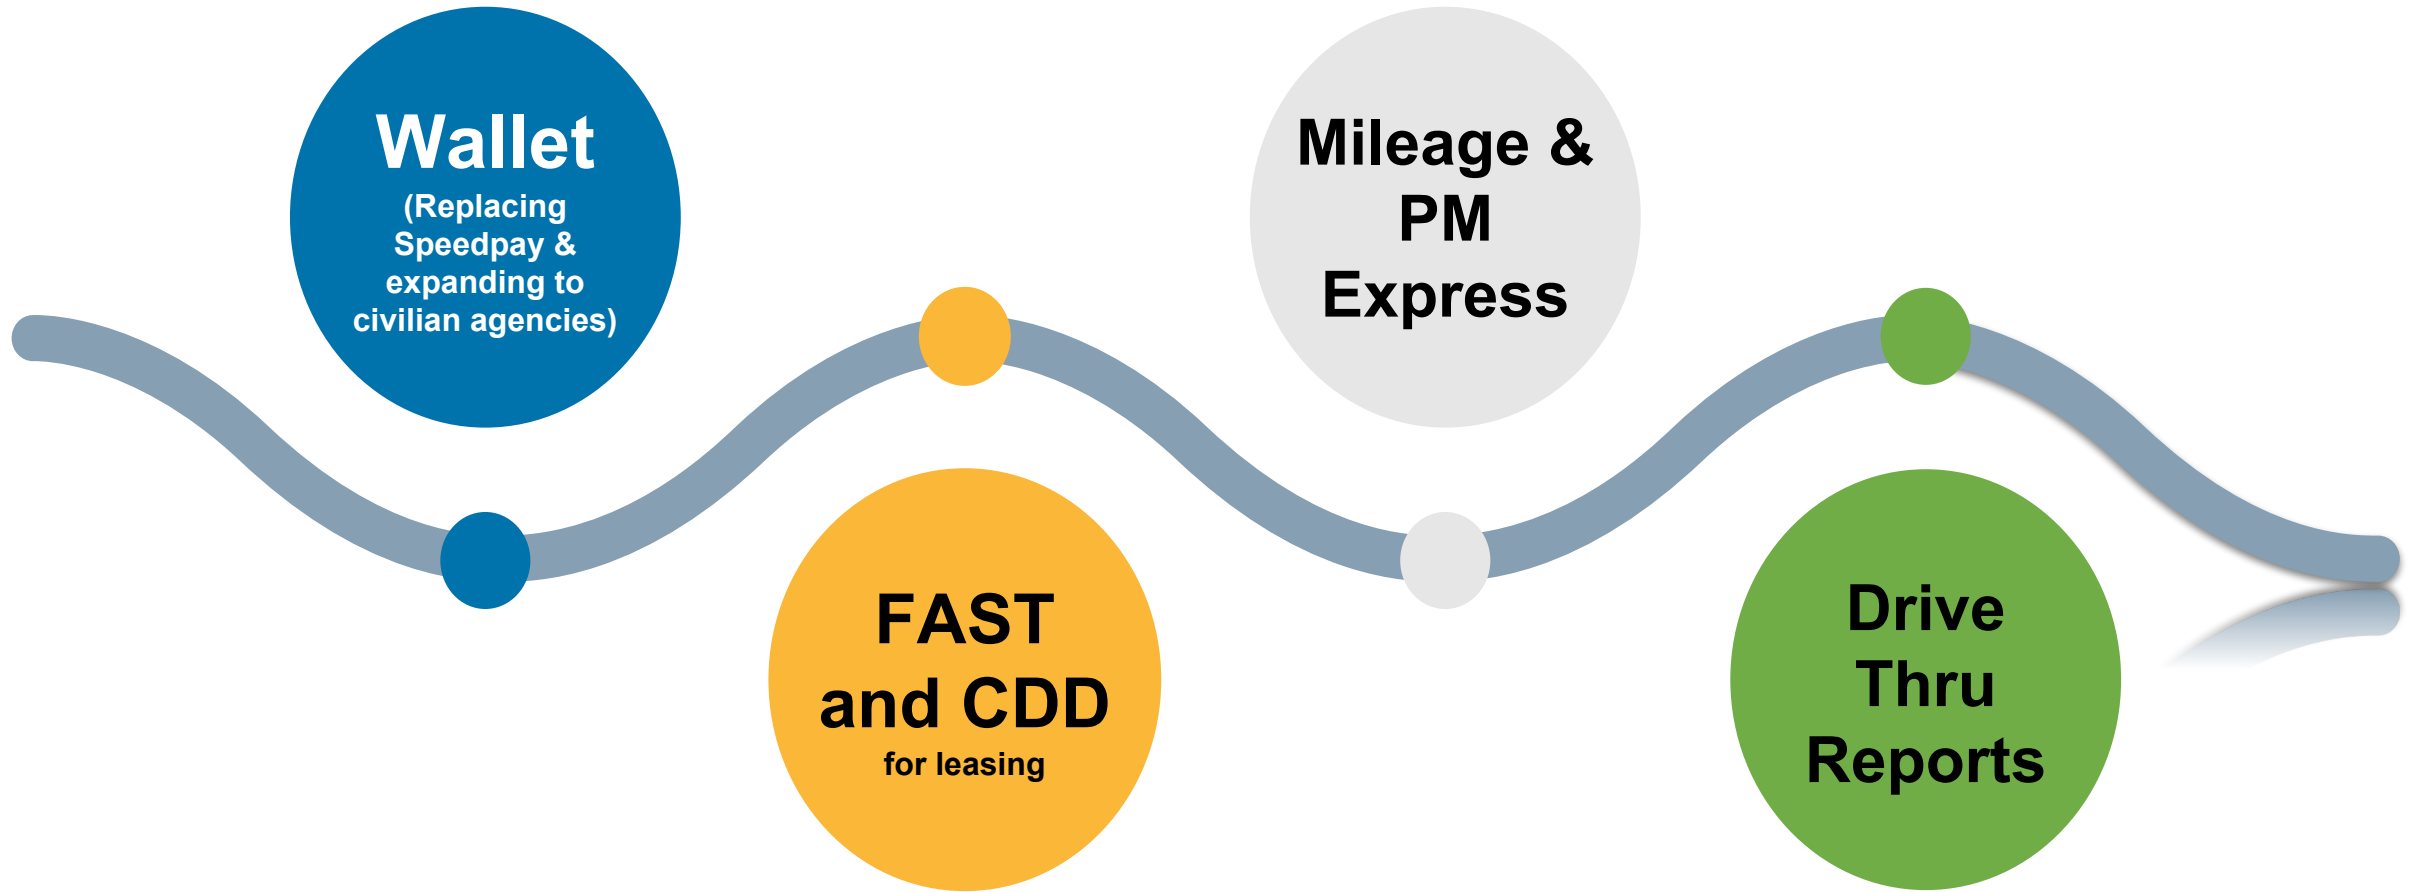 Wallet
(Replacing
Speedpay &
expanding to
civilian agencies)
FAST
and CDD
for leasing
Mileage &
PM
Express
Drive
Thru
Reports